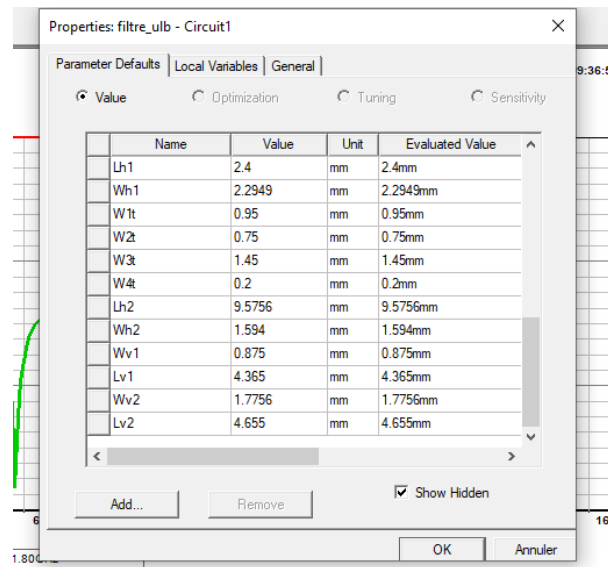 Properties: filtre_ulb - Circuit1
Parameter Defaults Local Variables General
9:36:5
Value Optimization Tuning Sensitivity
Name Value Unit Evaluated Value
Lh1 2.4 mm 2.4mm
Wh1 2.2949 mm 2.2949mm
W1t 0.95 mm 0.95mm
W2t 0.75 mm 0.75mm
W3t 1.45 mm 1.45mm
W4t 0.2 mm 0.2mm
Lh2 9.5756 mm 9.5756mm
Wh2 1.594 mm 1.594mm
Wv1 0.875 mm 0.875mm
Lv1 4.365 mm 4.365mm
Wv2 1.7756 mm 1.7756mm
Lv2 4.655 mm 4.655mm
Add... Remove Show Hidden
6 16
OK Annuler